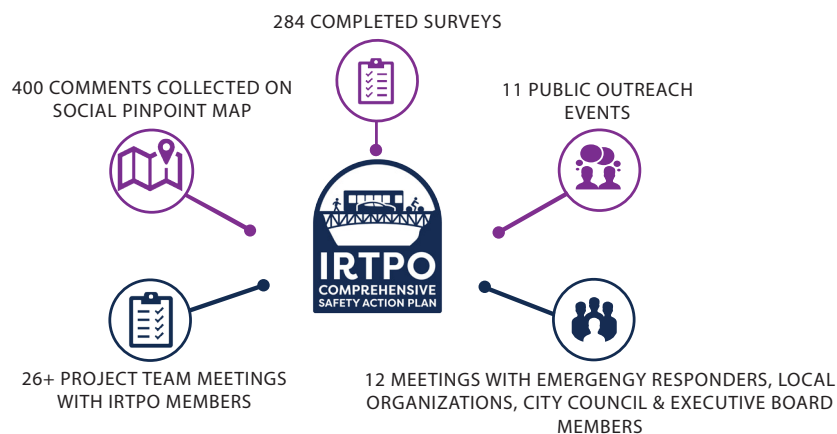 284 COMPLETED SURVEYS
400 COMMENTS COLLECTED ON
SOCIAL PINPOINT MAP
11 PUBLIC OUTREACH
EVENTS
IRTPO
COMPREHENSIVE
SAFETY ACTION PLAN
26+ PROJECT TEAM MEETINGS
WITH IRTPO MEMBERS
12 MEETINGS WITH EMERGENGY RESPONDERS, LOCAL
ORGANIZATIONS, CITY COUNCIL & EXECUTIVE BOARD
MEMBERS